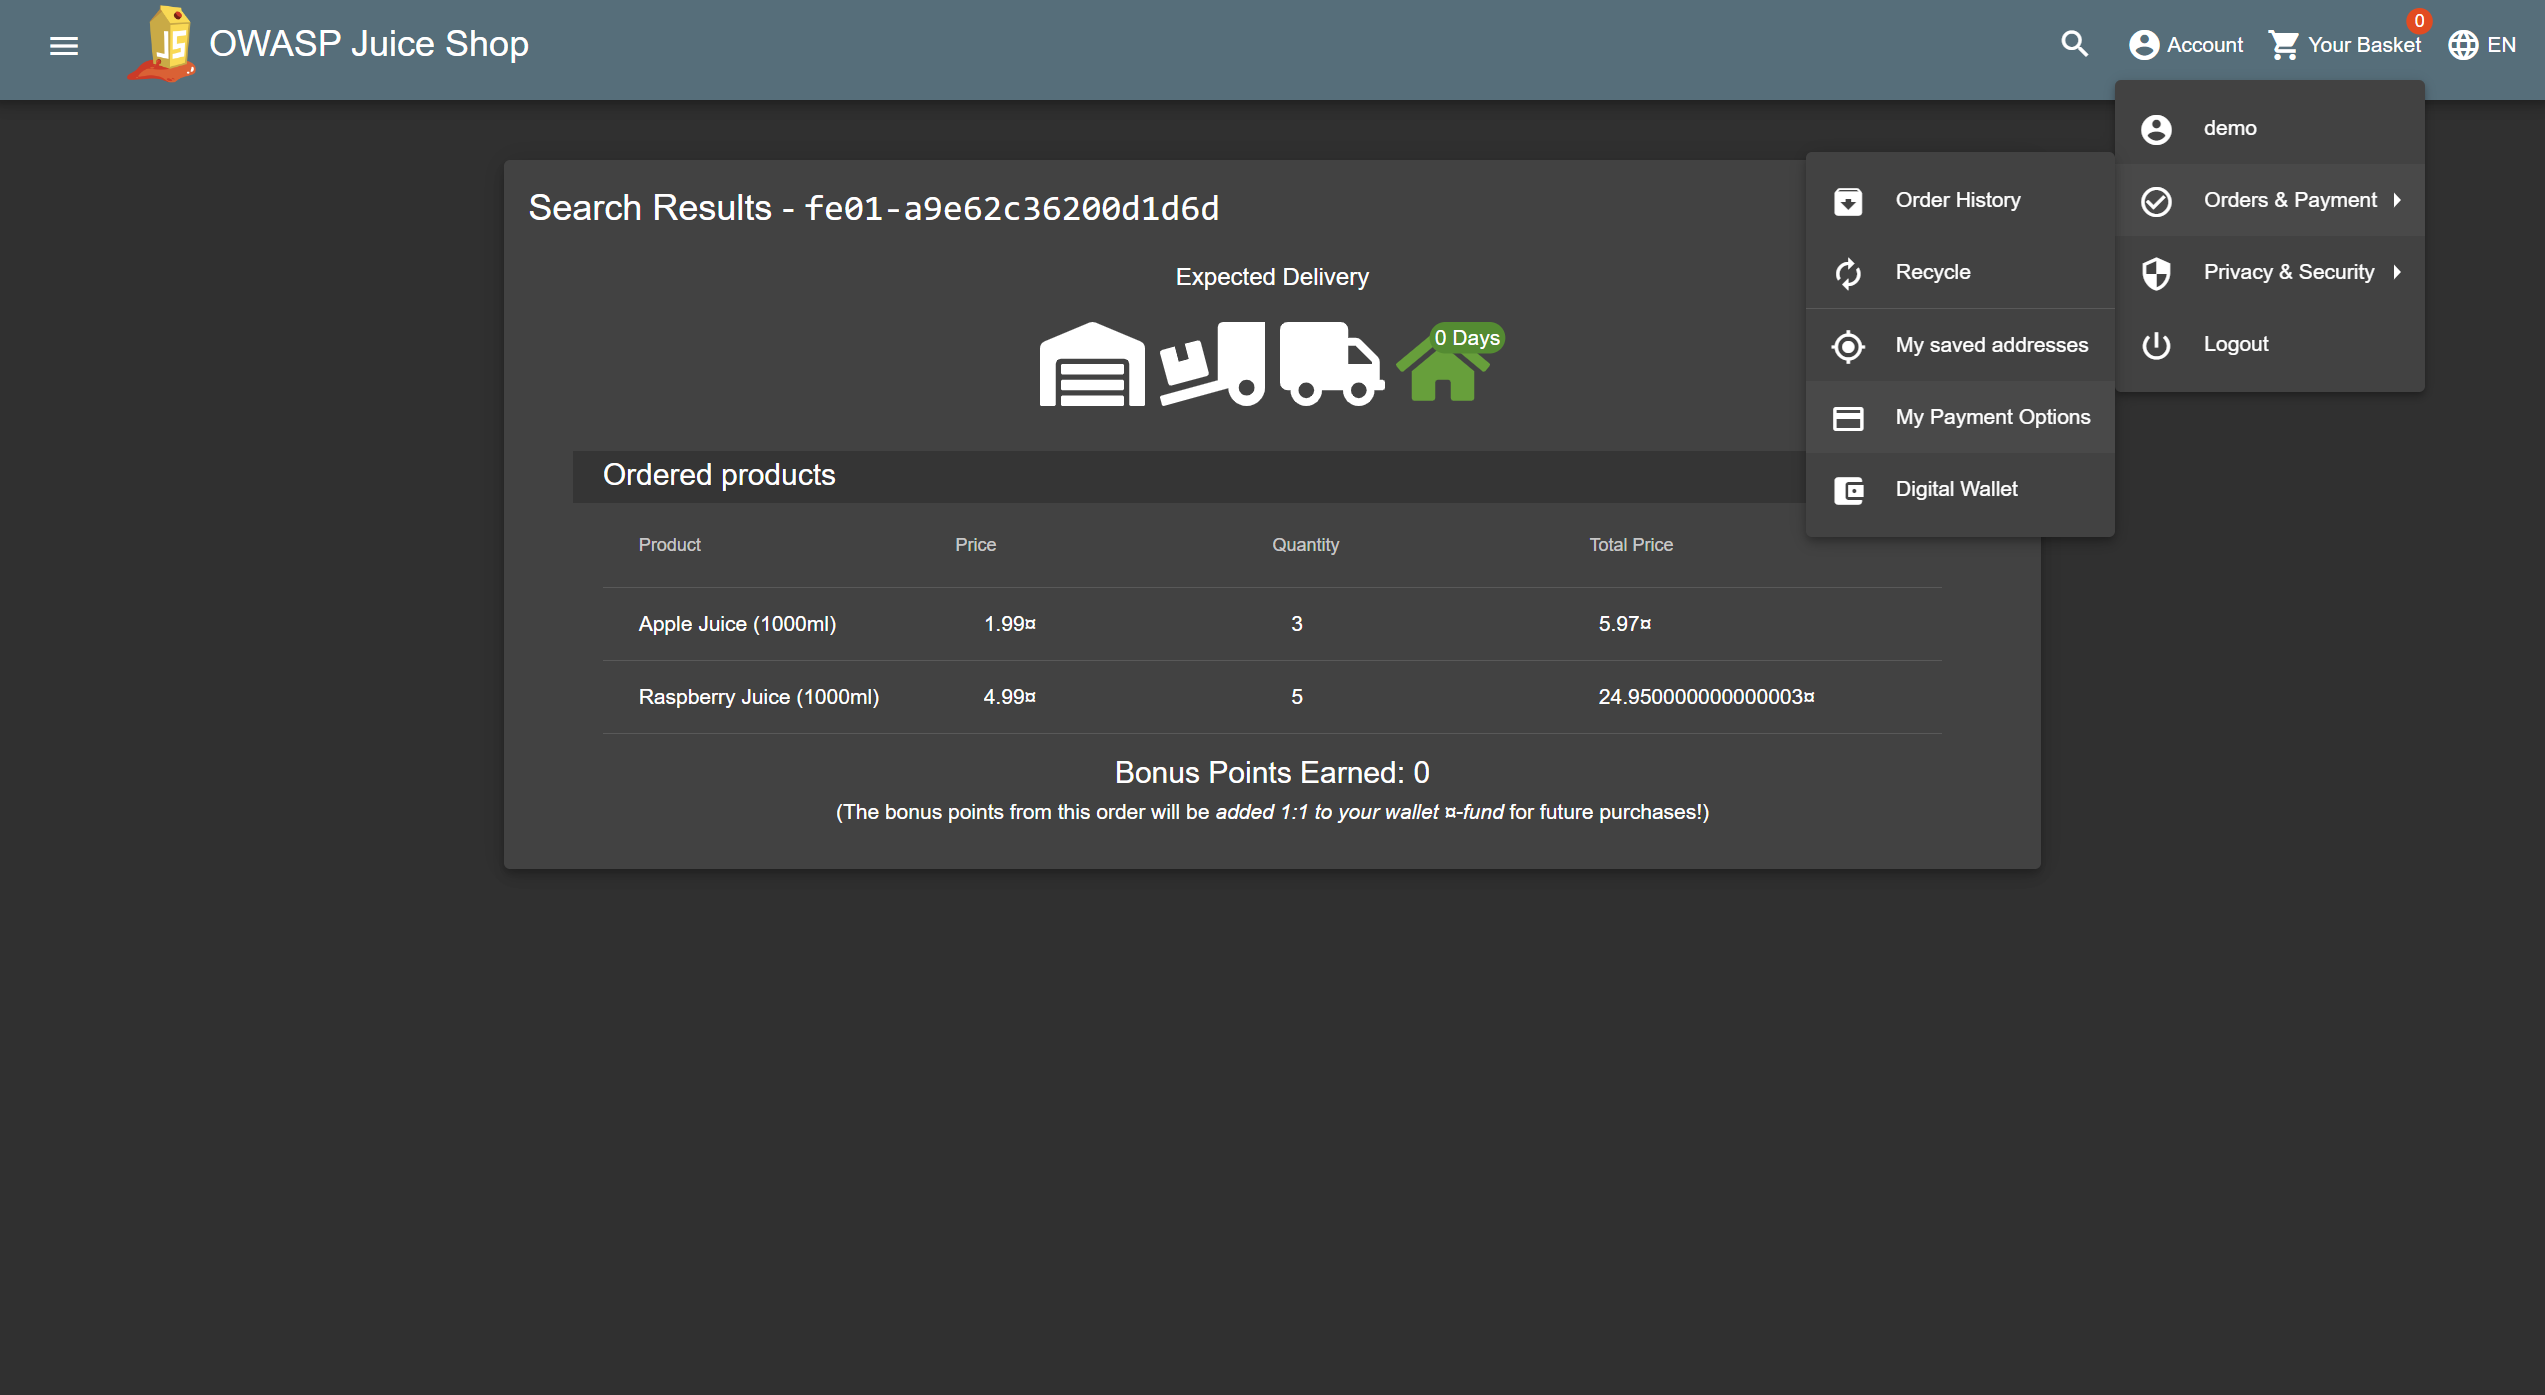 OWASP Juice Shop
Account
Your Basket
0
EN
demo
Orders & Payment
Privacy & Security
Logout
Order History
Recycle
My saved addresses
My Payment Options
Digital Wallet
Search Results - fe01-a9e62c36200d1d6d
Expected Delivery
0 Days
Ordered products
Product Price Quantity Total Price
Apple Juice (1000ml) 1.99¤ 3 5.97¤
Raspberry Juice (1000ml) 4.99¤ 5 24.950000000000003¤
Bonus Points Earned: 0
(The bonus points from this order will be added 1:1 to your wallet ¤-fund for future purchases!)